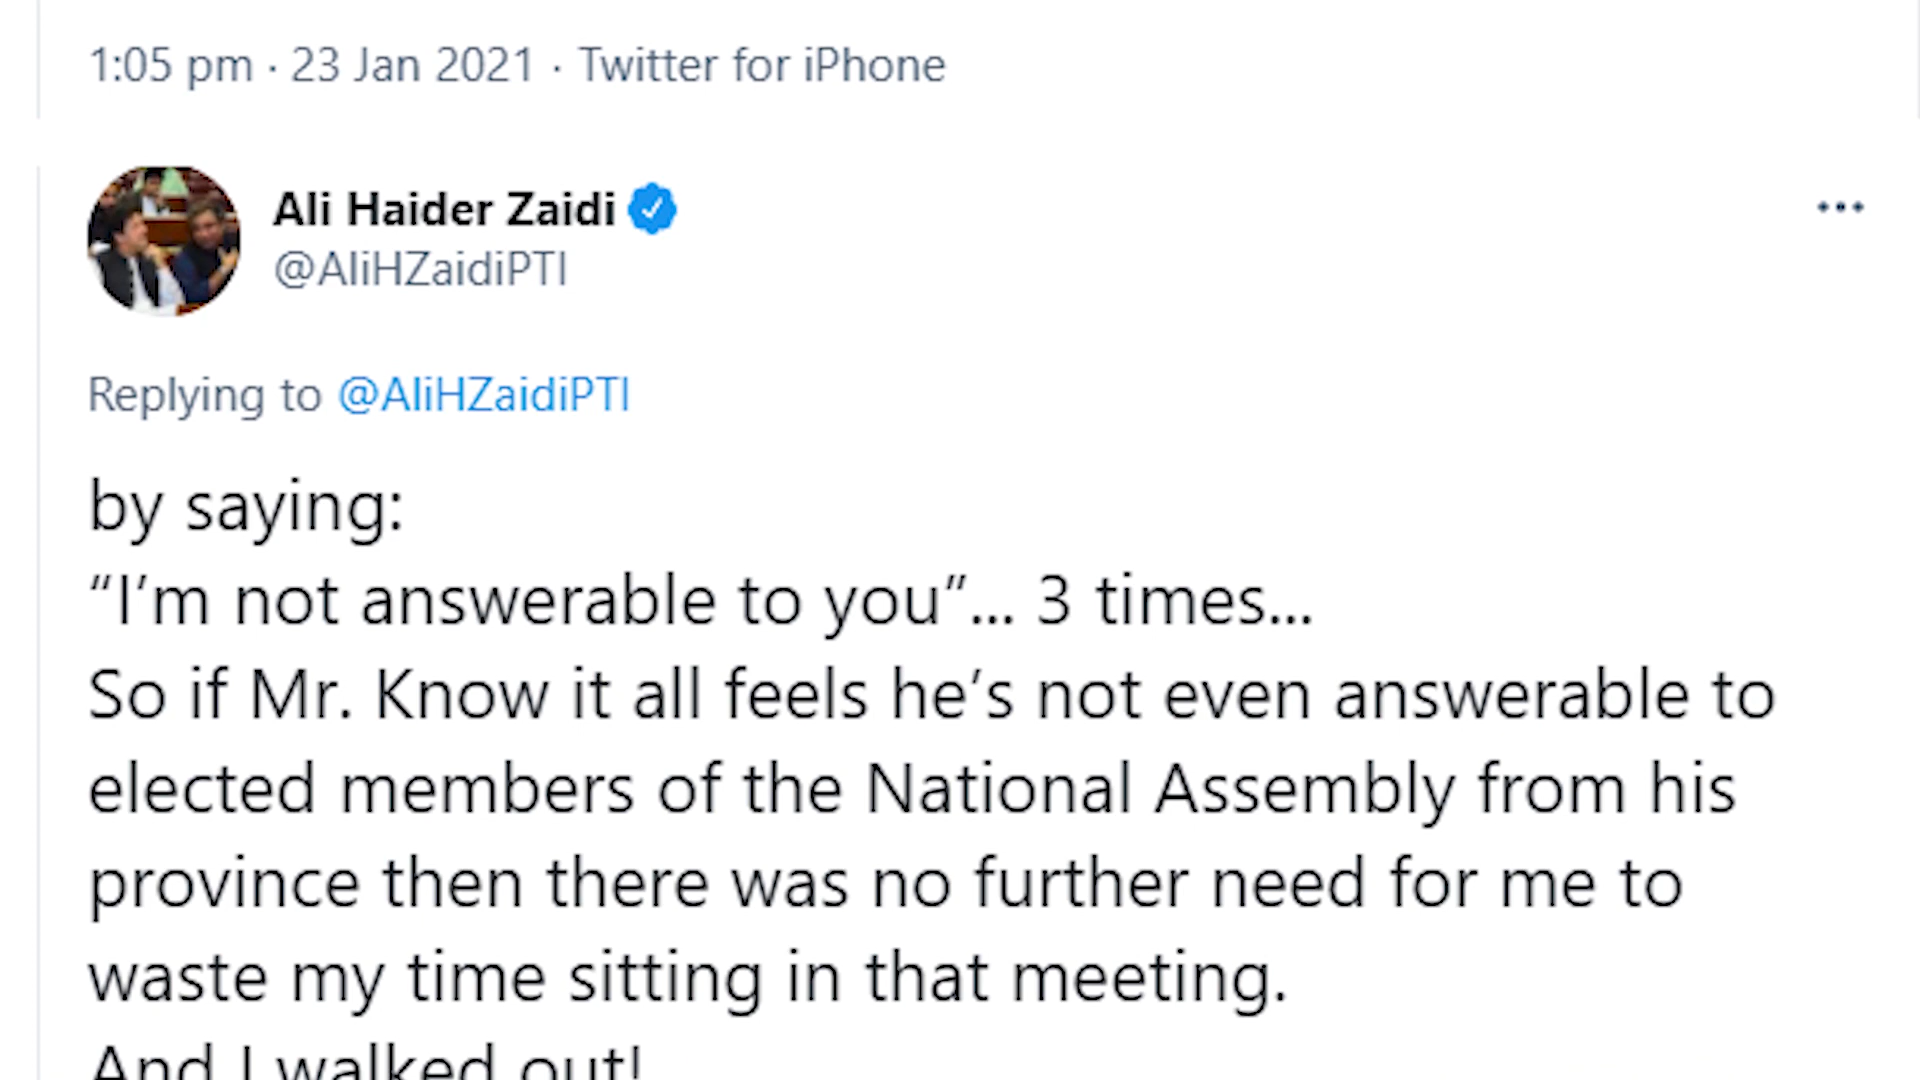 1:05 pm · 23 Jan 2021 · Twitter for iPhone
Ali Haider Zaidi
@AliHZaidiPTI
Replying to @AliHZaidiPTI
by saying:
“I’m not answerable to you”... 3 times...
So if Mr. Know it all feels he’s not even answerable to
elected members of the National Assembly from his
province then there was no further need for me to
waste my time sitting in that meeting.
And I walked out!